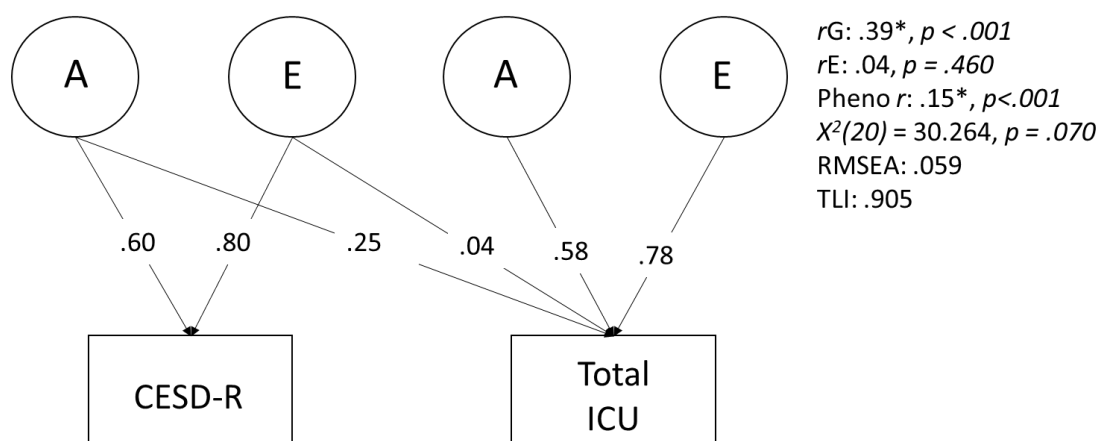 A
E
A
E
rG: .39*, p < .001
rE: .04, p = .460
Pheno r: .15*, p<.001
X²(20) = 30.264, p = .070
RMSEA: .059
TLI: .905
.60
.80
.25
.04
.58
.78
CESD-R
Total
ICU